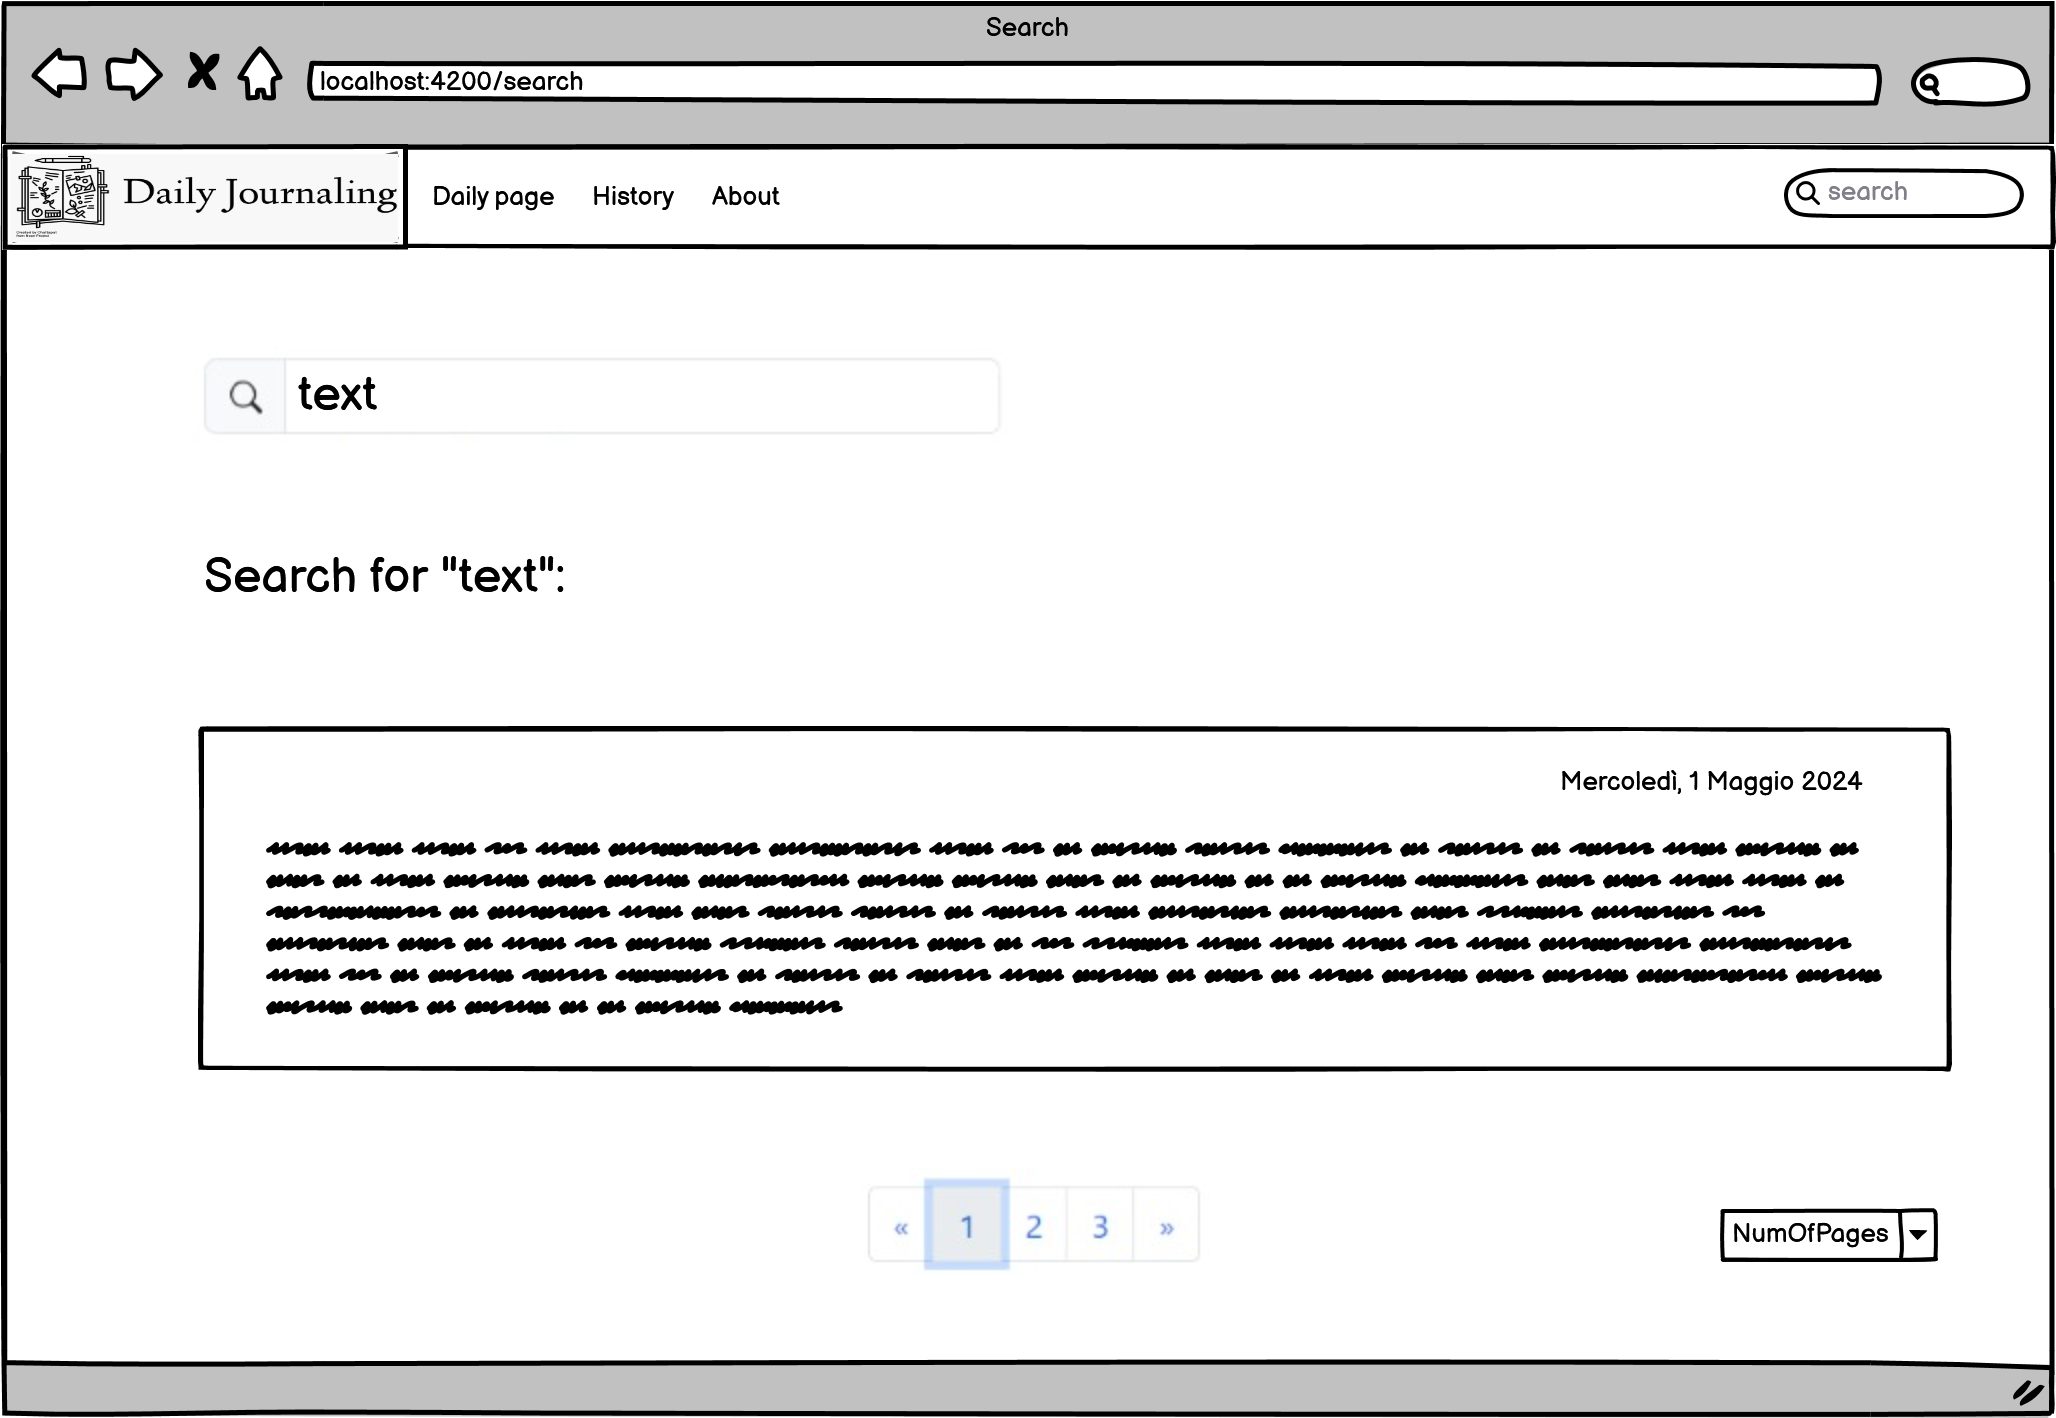 Search
localhost:4200/search
Daily Journaling
Daily page History About
search
text
Search for "text":
Mercoledì, 1 Maggio 2024
« 1 2 3 »
NumOfPages